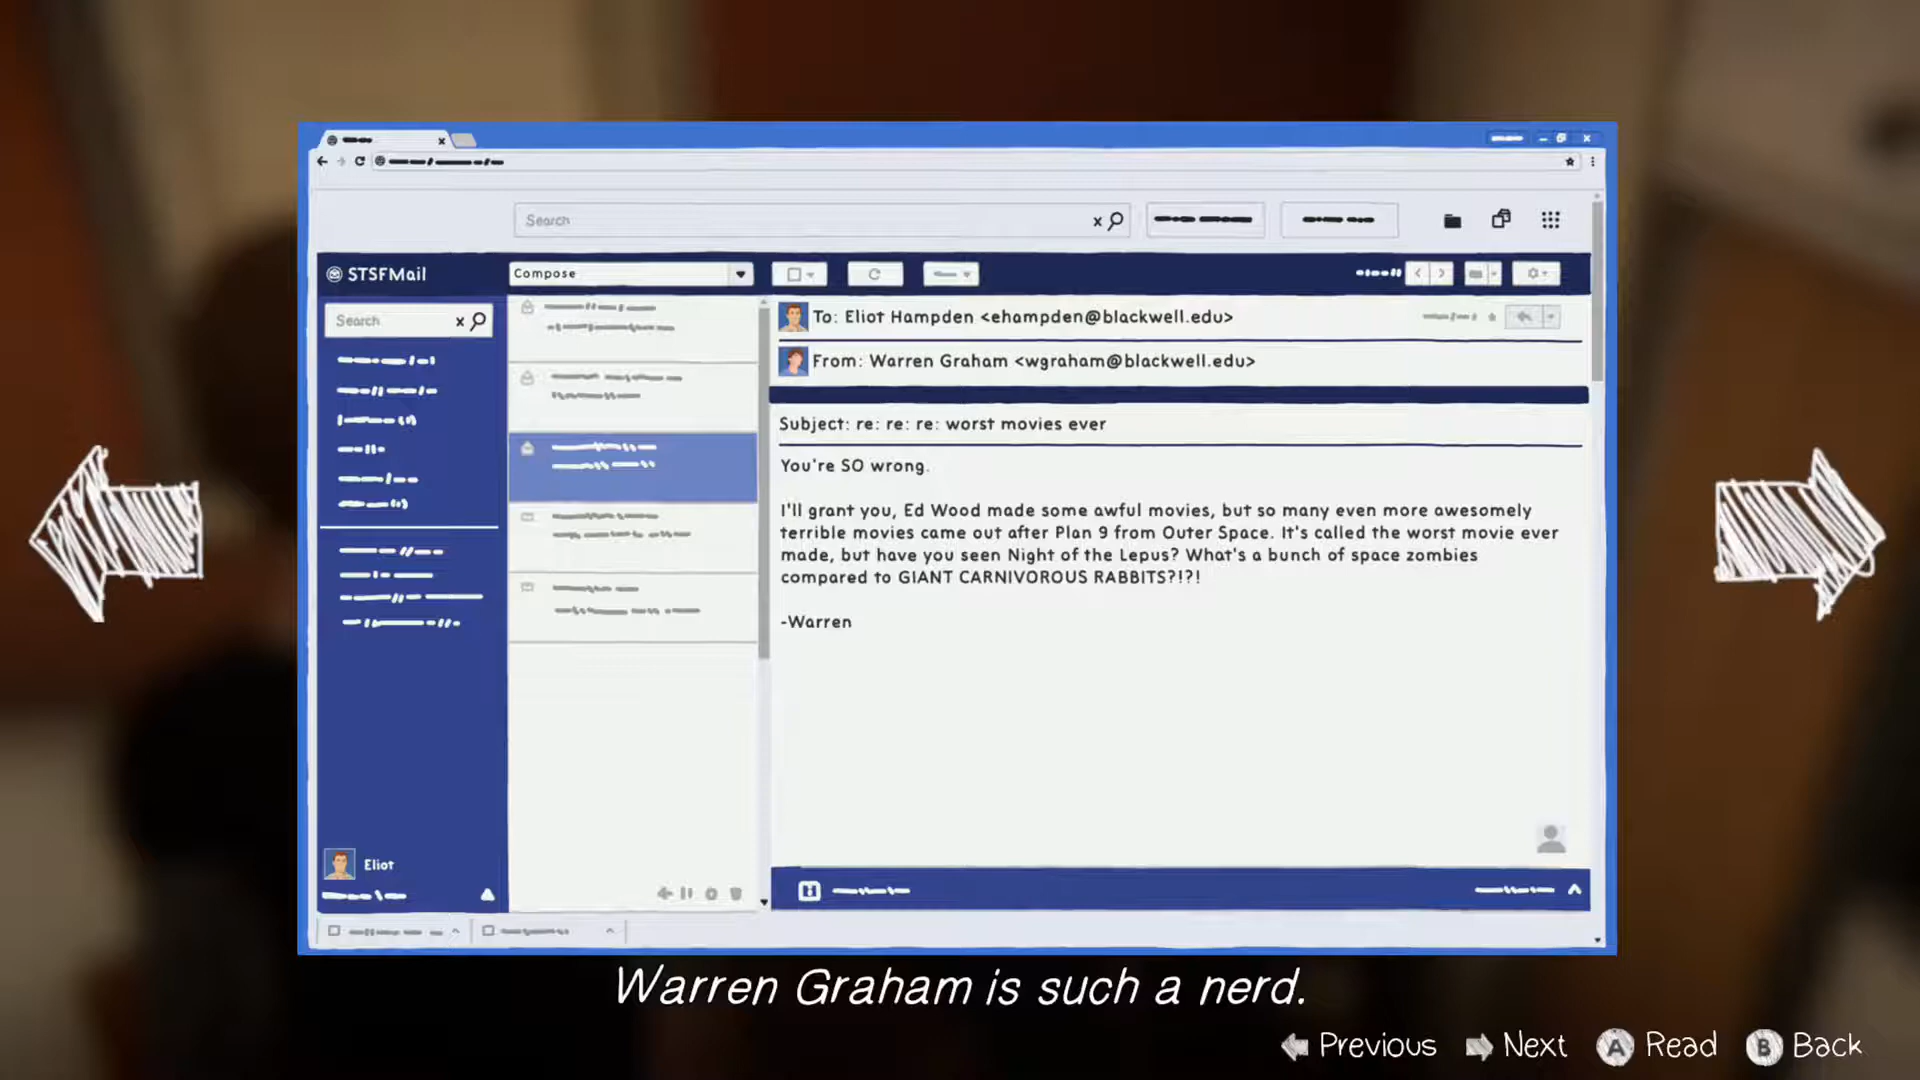 Search
STSFMail
Compose
Search
To: Eliot Hampden <ehampden@blackwell.edu>
From: Warren Graham <wgraham@blackwell.edu>
Subject: re: re: re: worst movies ever
You're SO wrong.
I'll grant you, Ed Wood made some awful movies, but so many even more awesomely
terrible movies came out after Plan 9 from Outer Space. It's called the worst movie ever
made, but have you seen Night of the Lepus? What's a bunch of space zombies
compared to GIANT CARNIVOROUS RABBITS?!?!
-Warren
Eliot
Warren Graham is such a nerd.
Previous Next A Read B Back